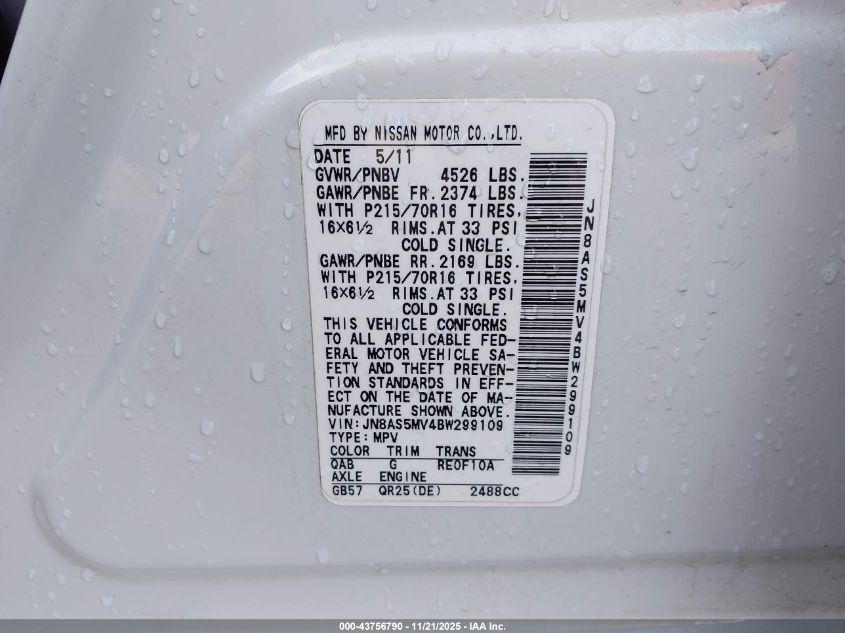 MFD BY NISSAN MOTOR CO.,LTD.
DATE 5/11
GVWR/PNBV 4526 LBS.
GAWR/PNBE FR. 2374 LBS.
WITH P215/70R16 TIRES,
16×6½ RIMS. AT 33 PSI
COLD SINGLE.
GAWR/PNBE RR. 2169 LBS.
WITH P215/70R16 TIRES,
16×6½ RIMS. AT 33 PSI
COLD SINGLE.
THIS VEHICLE CONFORMS
TO ALL APPLICABLE FED-
ERAL MOTOR VEHICLE SA-
FETY AND THEFT PREVEN-
TION STANDARDS IN EFF-
ECT ON THE DATE OF MA-
NUFACTURE SHOWN ABOVE.
VIN: JN8AS5MV4BW299109
TYPE: MPV
COLOR TRIM TRANS
QAB G RE0F10A
AXLE ENGINE
GB57 QR25(DE) 2488CC
JN8AS5MV4BW299109
000-43756790 - 11/21/2025 - IAA Inc.